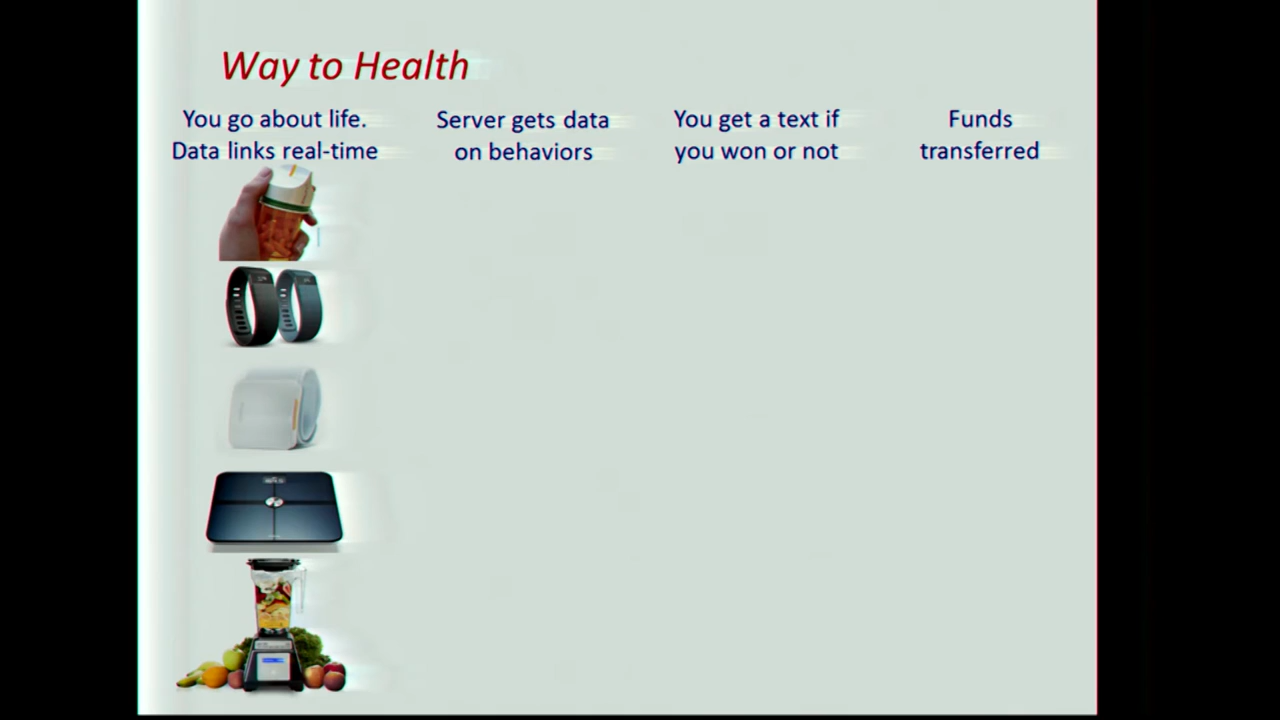 Way to Health
You go about life.
Data links real-time
Server gets data
on behaviors
You get a text if
you won or not
Funds
transferred